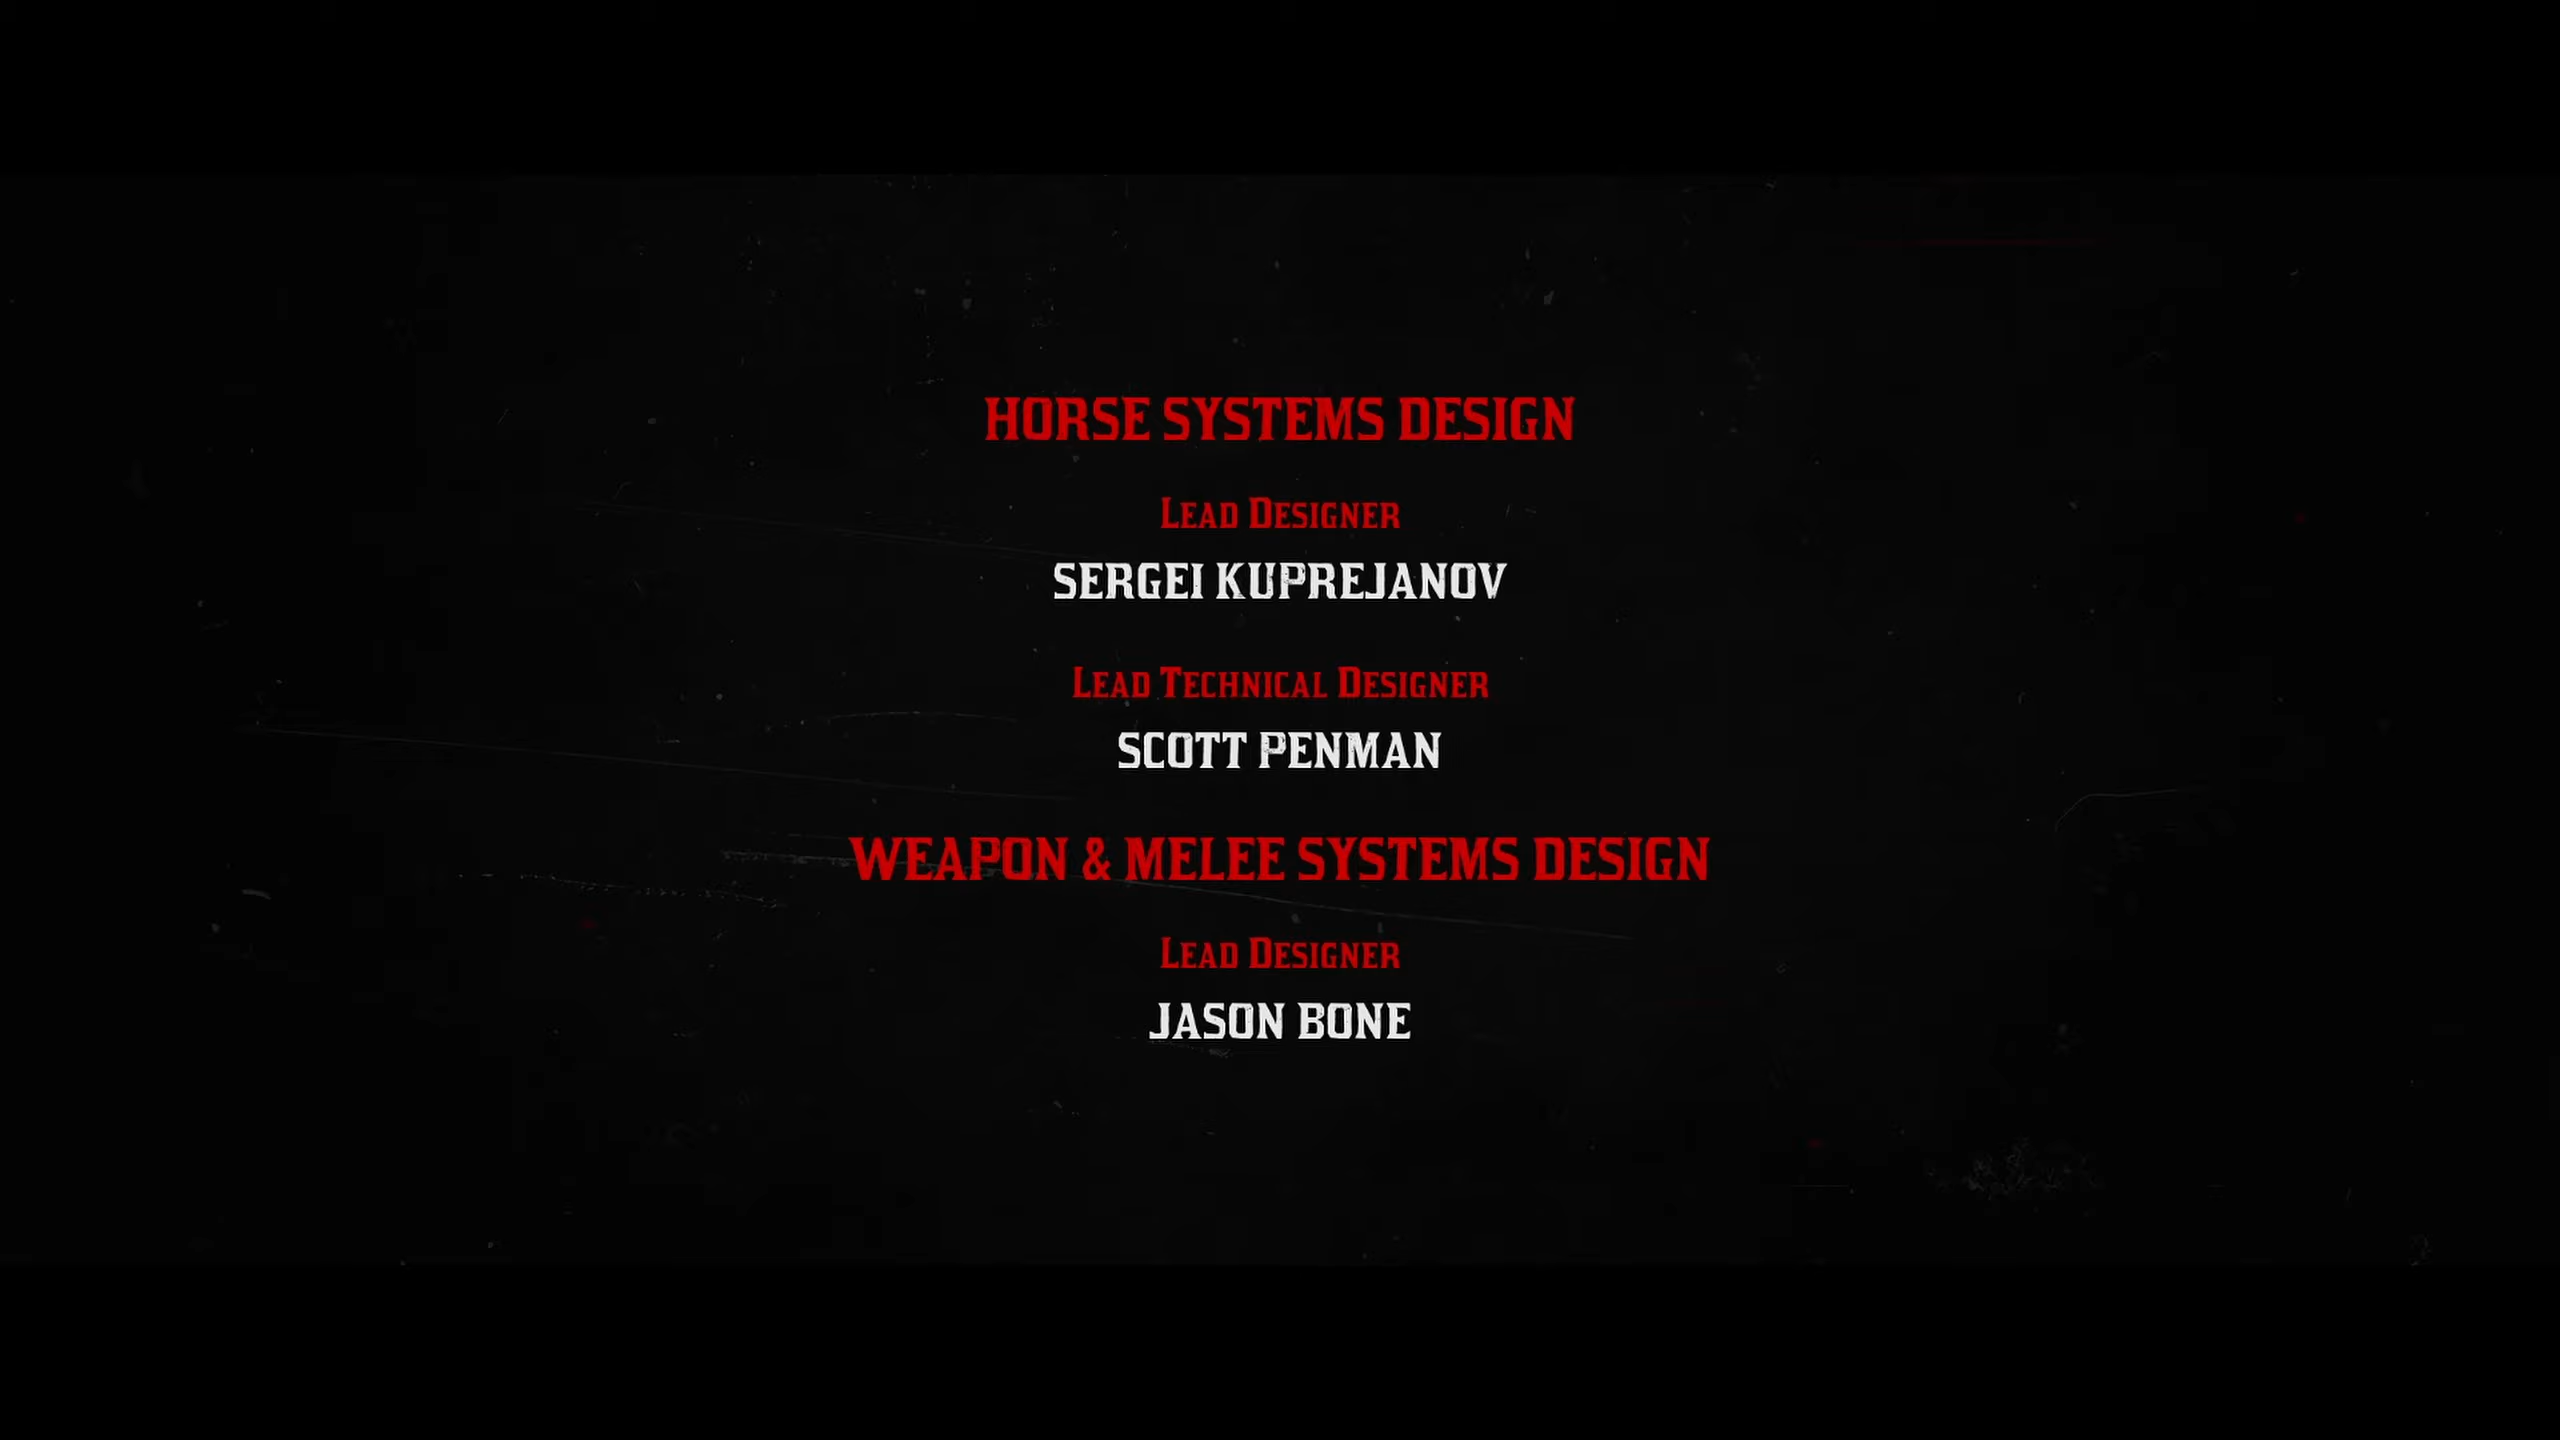 HORSE SYSTEMS DESIGN
LEAD DESIGNER
SERGEI KUPREJANOV
LEAD TECHNICAL DESIGNER
SCOTT PENMAN
WEAPON & MELEE SYSTEMS DESIGN
LEAD DESIGNER
JASON BONE